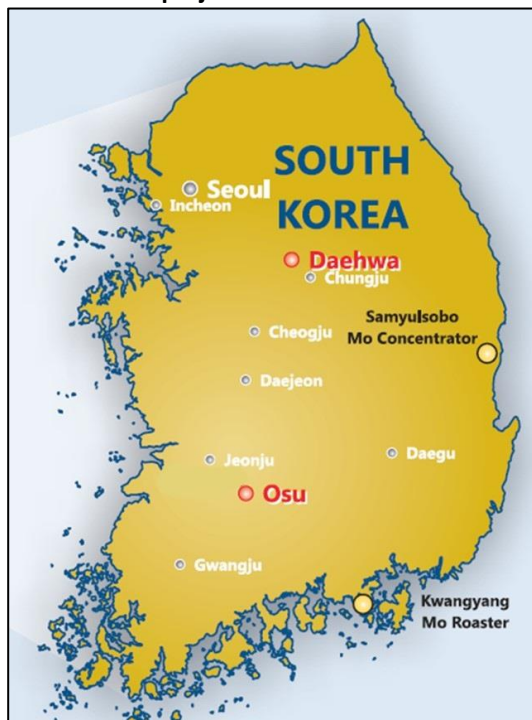 SOUTH
KOREA
Seoul
Incheon
Daehwa
Chungju
Samyulsobo
Mo Concentrator
Cheogju
Daejeon
Jeonju
Daegu
Osu
Gwangju
Kwangyang
Mo Roaster